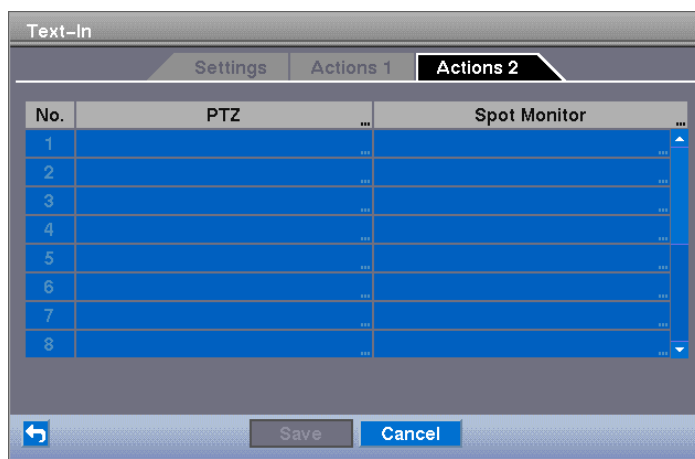 Text-In
Settings Actions 1 Actions 2
No. PTZ ... Spot Monitor ...
1 ... ...
2 ... ...
3 ... ...
4 ... ...
5 ... ...
6 ... ...
7 ... ...
8 ... ...
Save Cancel